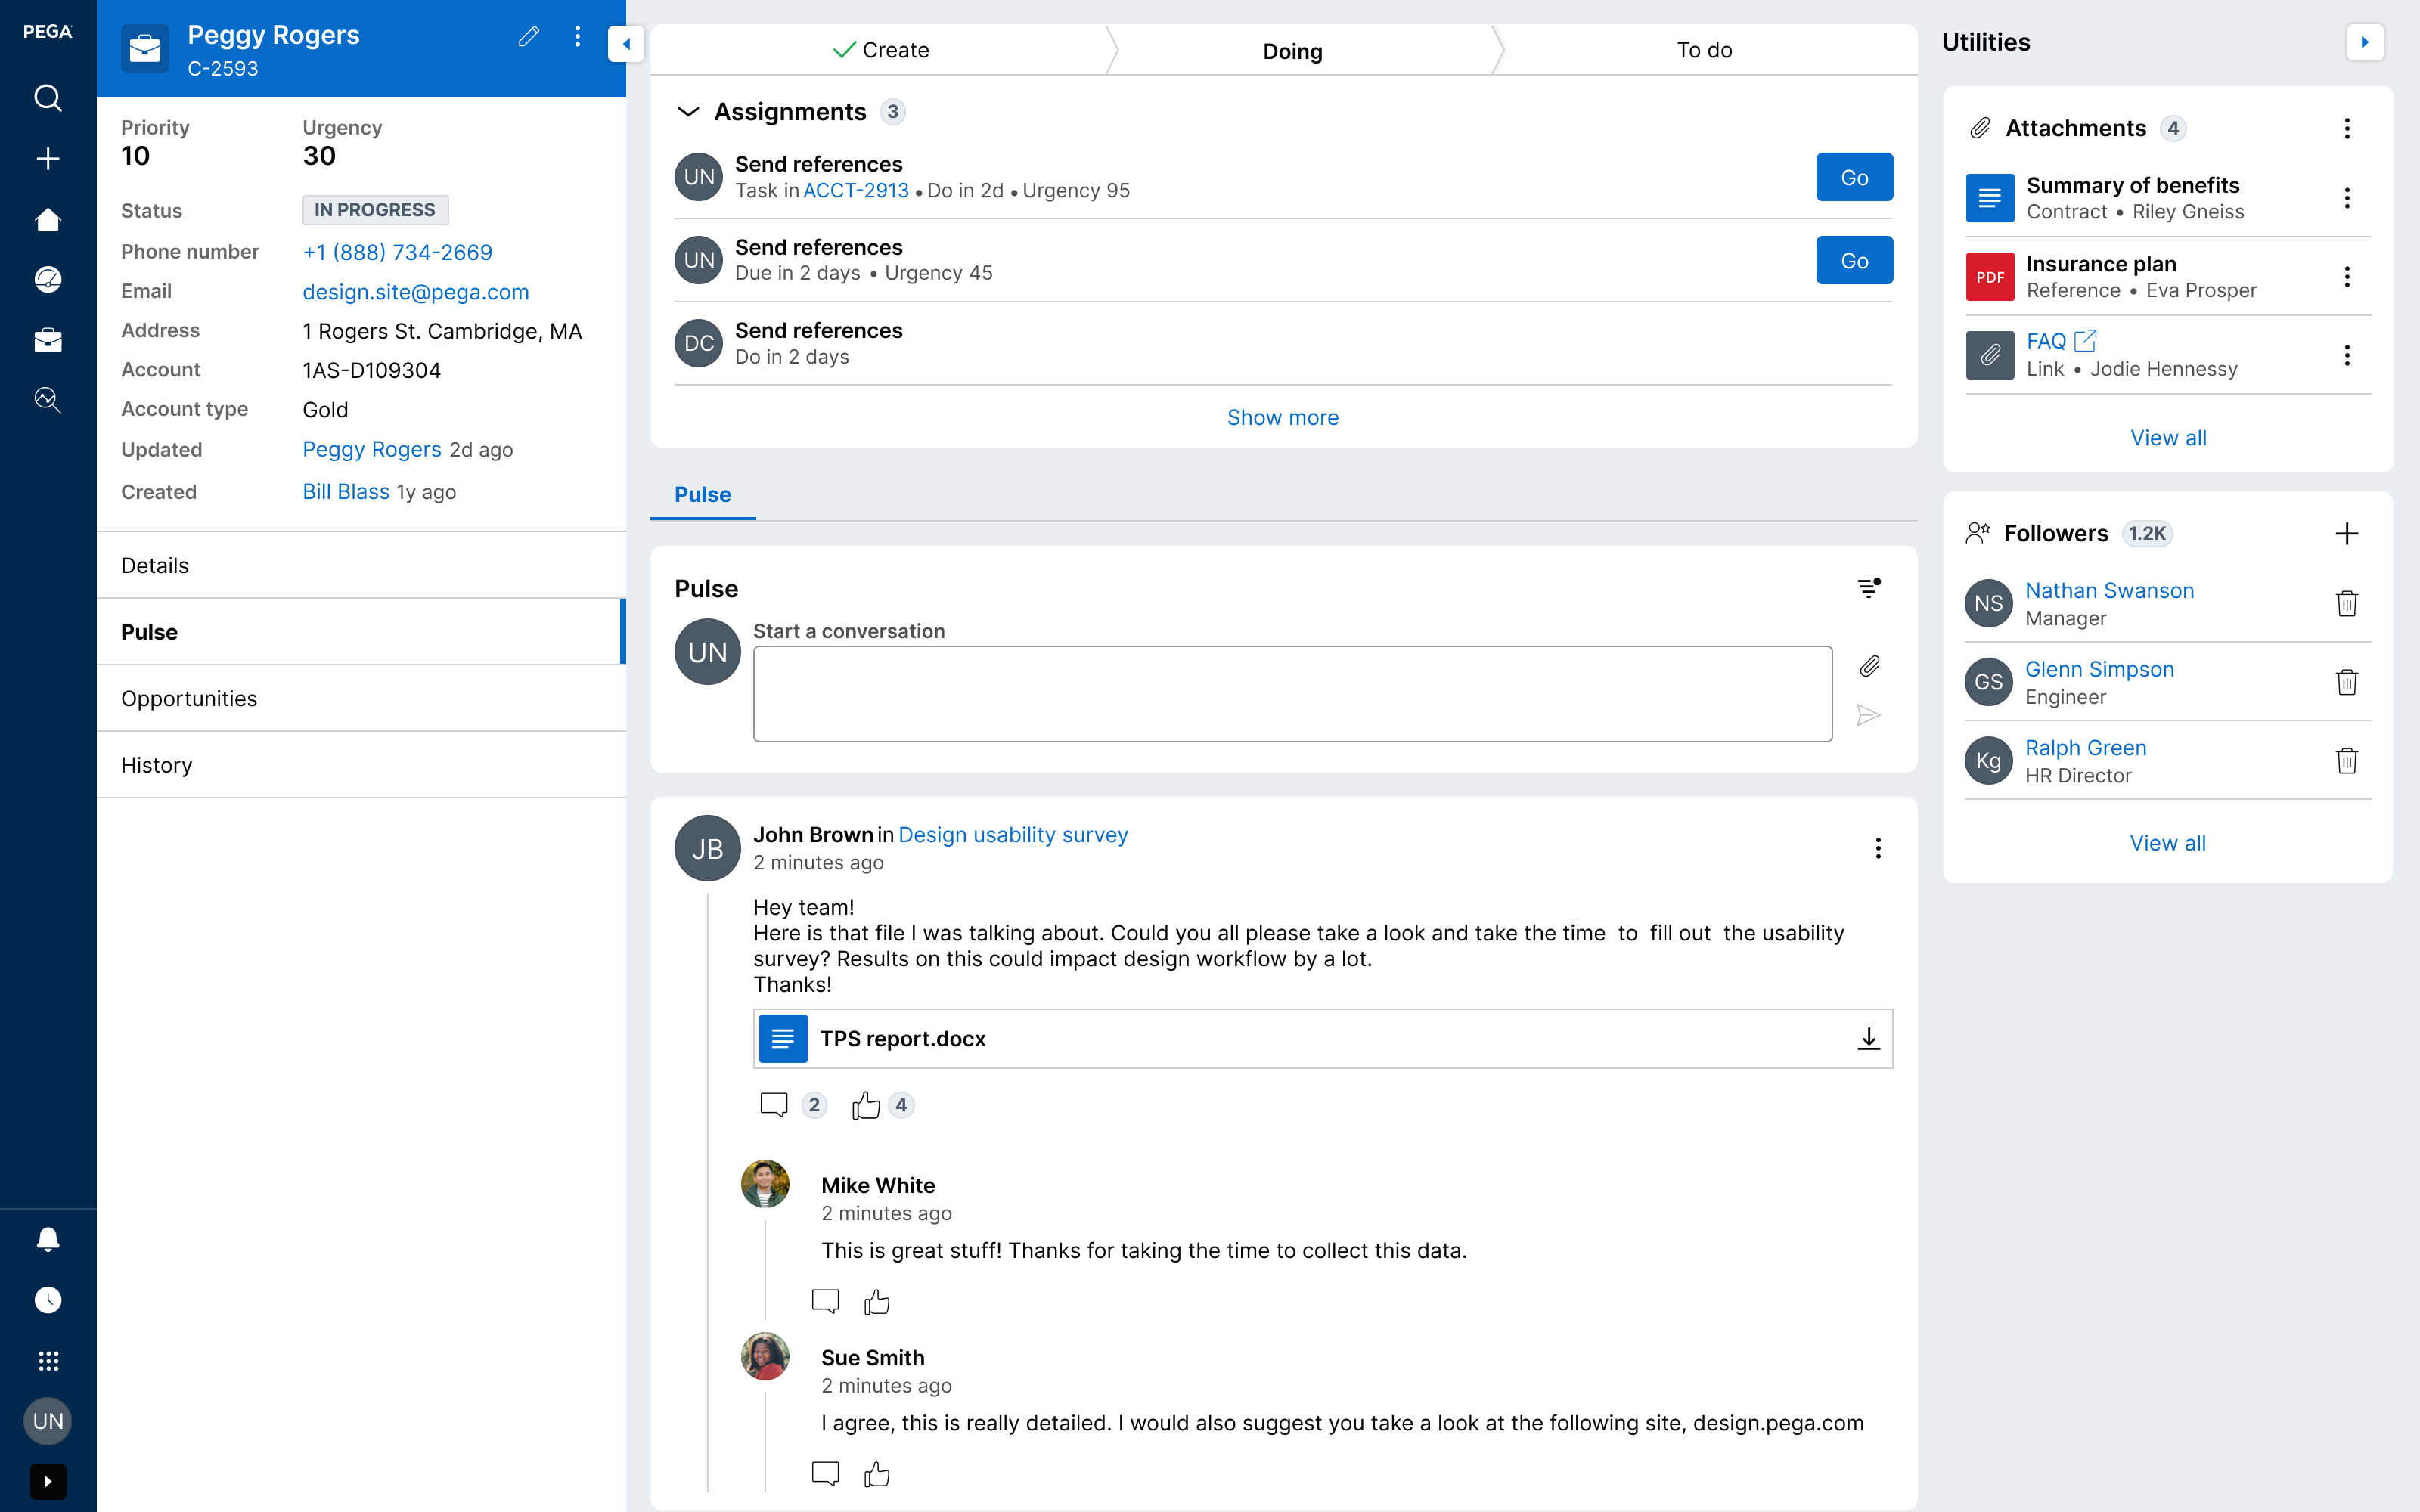 PEGA
Peggy Rogers
C-2593
Priority
10
Urgency
30
Status
IN PROGRESS
Phone number
+1 (888) 734-2669
Email
design.site@pega.com
Address
1 Rogers St. Cambridge, MA
Account
1AS-D109304
Account type
Gold
Updated
Peggy Rogers 2d ago
Created
Bill Blass 1y ago
Details
Pulse
Opportunities
History
UN
Create
Doing
To do
Assignments 3
UN
Send references
Task in ACCT-2913 • Do in 2d • Urgency 95
Go
UN
Send references
Due in 2 days • Urgency 45
Go
DC
Send references
Do in 2 days
Show more
Pulse
Pulse
UN
Start a conversation
JB
John Brown in Design usability survey
2 minutes ago
Hey team!
Here is that file I was talking about. Could you all please take a look and take the time to fill out the usability
survey? Results on this could impact design workflow by a lot.
Thanks!
TPS report.docx
2
4
Mike White
2 minutes ago
This is great stuff! Thanks for taking the time to collect this data.
Sue Smith
2 minutes ago
I agree, this is really detailed. I would also suggest you take a look at the following site, design.pega.com
Utilities
Attachments 4
Summary of benefits
Contract • Riley Gneiss
PDF
Insurance plan
Reference • Eva Prosper
FAQ
Link • Jodie Hennessy
View all
Followers 1.2K
NS
Nathan Swanson
Manager
GS
Glenn Simpson
Engineer
Kg
Ralph Green
HR Director
View all